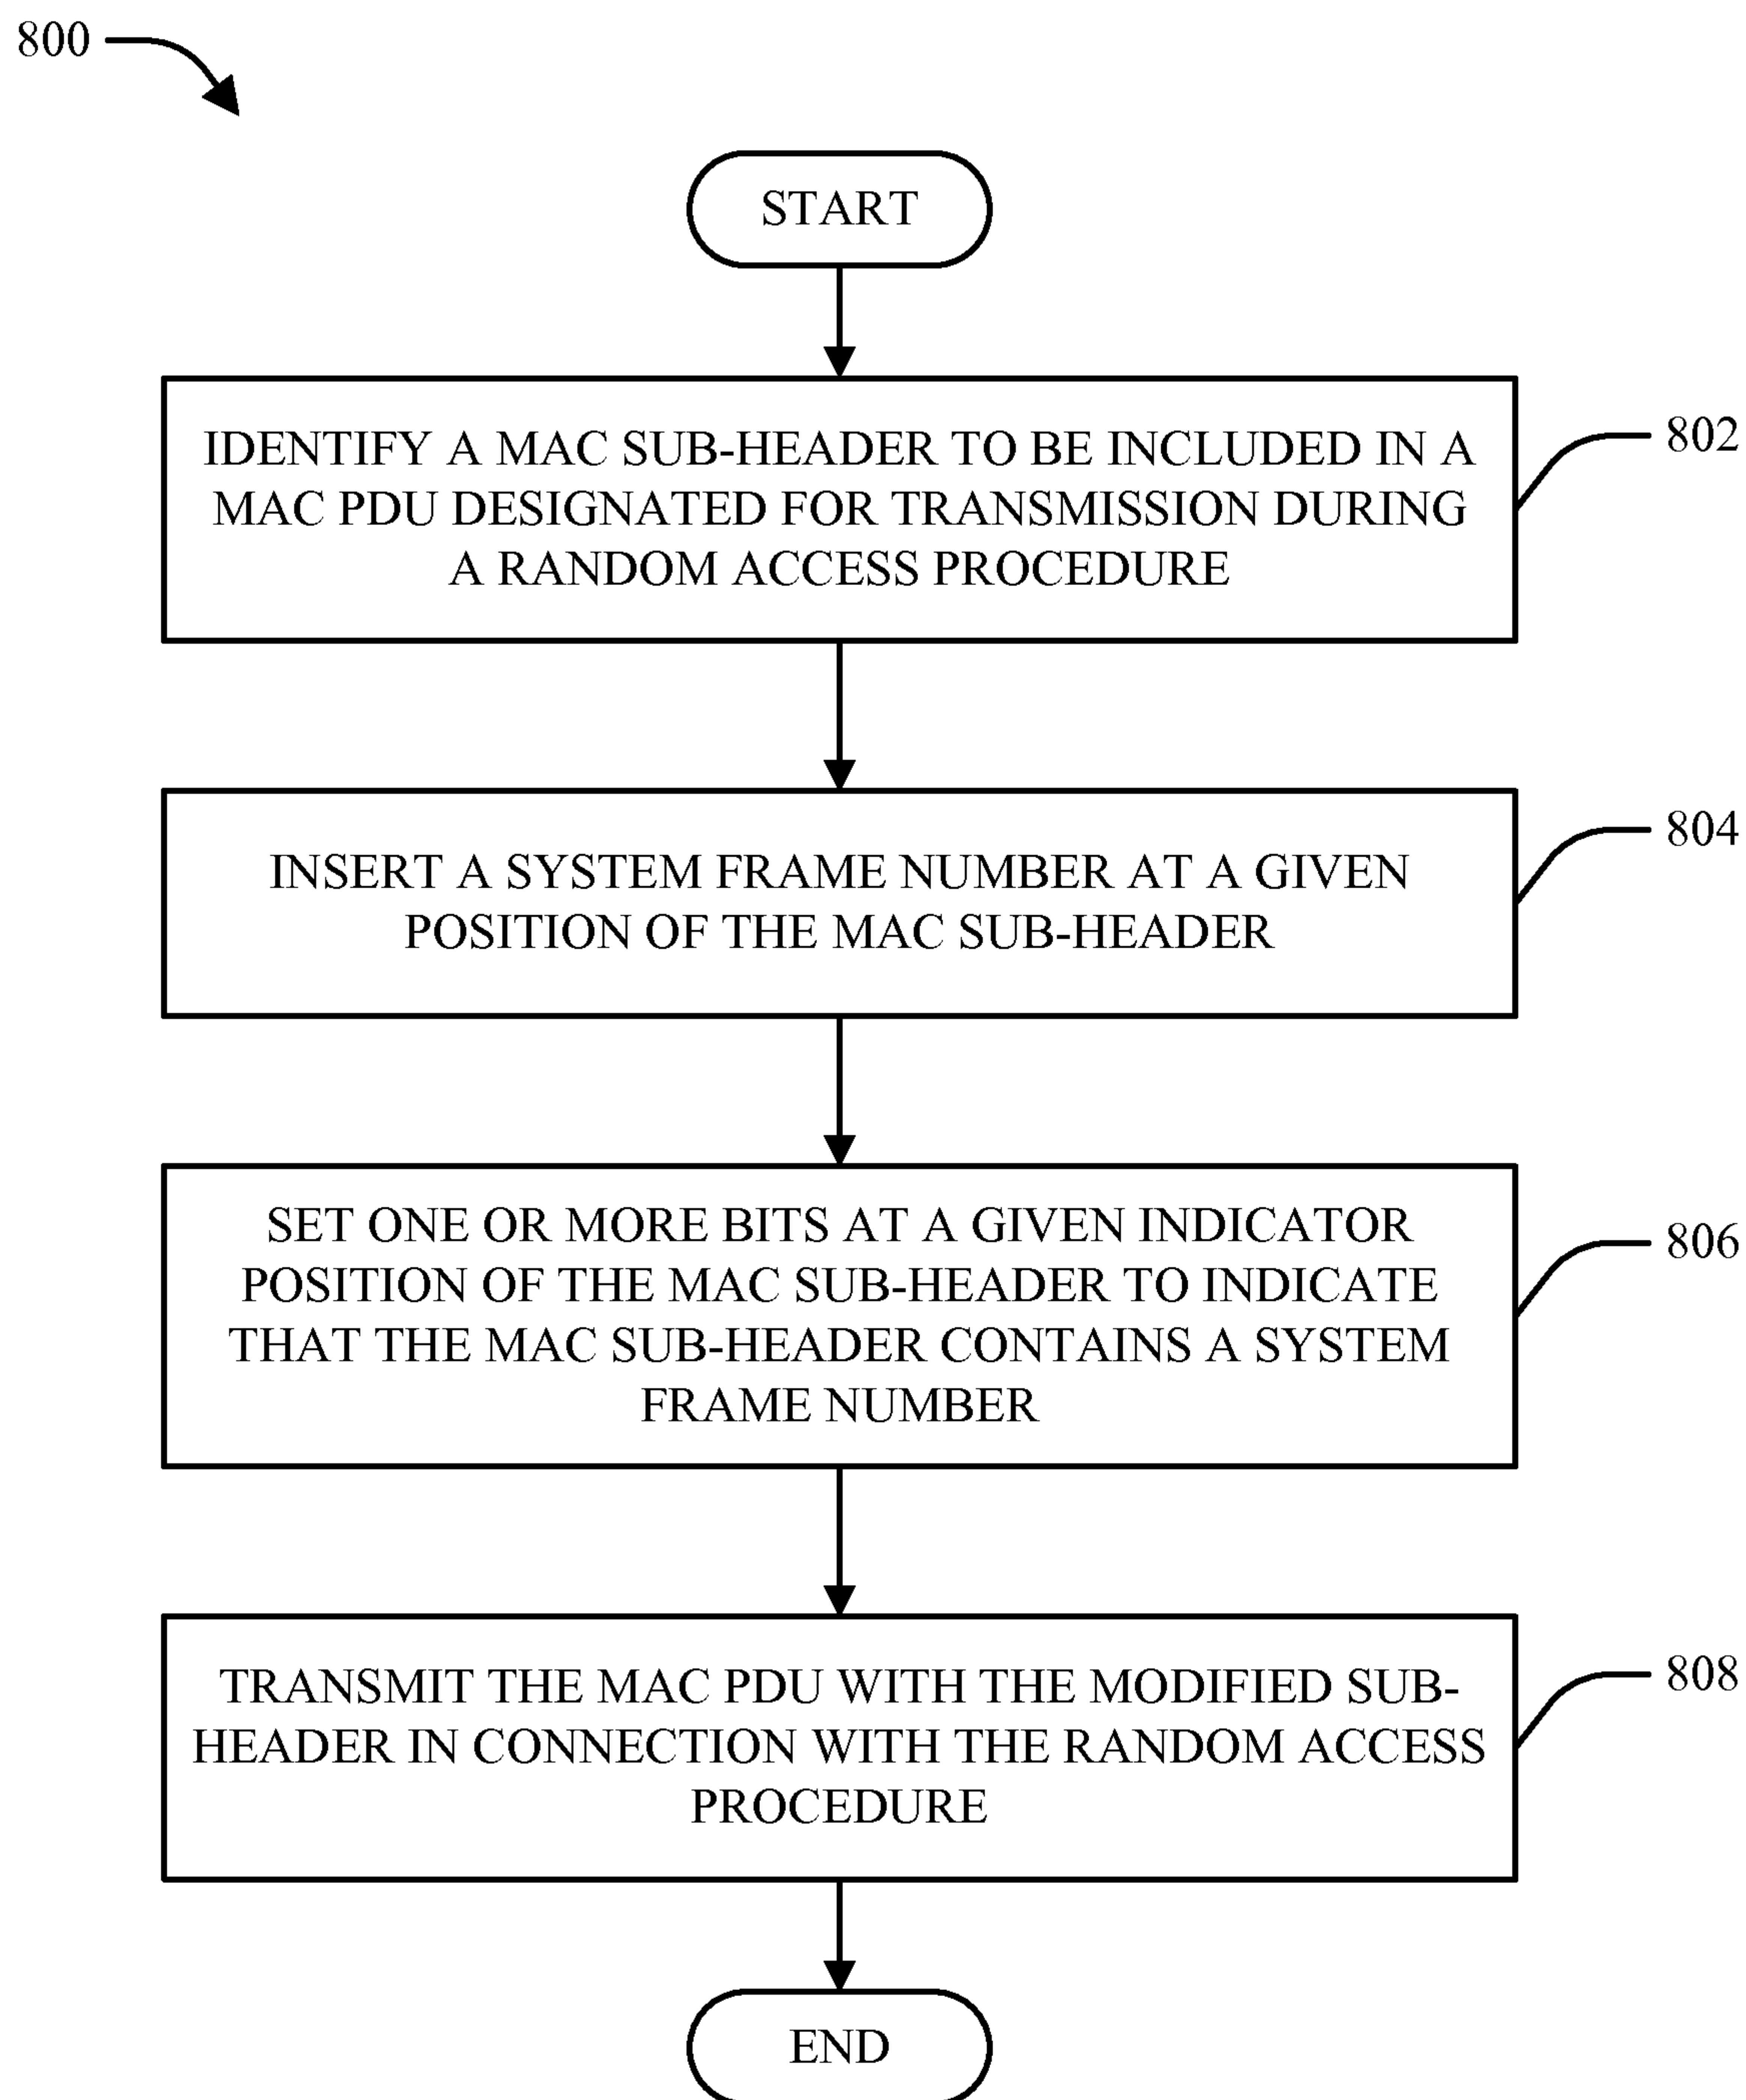 800
START
IDENTIFY A MAC SUB-HEADER TO BE INCLUDED IN A
MAC PDU DESIGNATED FOR TRANSMISSION DURING
A RANDOM ACCESS PROCEDURE
802
INSERT A SYSTEM FRAME NUMBER AT A GIVEN
POSITION OF THE MAC SUB-HEADER
804
SET ONE OR MORE BITS AT A GIVEN INDICATOR
POSITION OF THE MAC SUB-HEADER TO INDICATE
THAT THE MAC SUB-HEADER CONTAINS A SYSTEM
FRAME NUMBER
806
TRANSMIT THE MAC PDU WITH THE MODIFIED SUB-
HEADER IN CONNECTION WITH THE RANDOM ACCESS
PROCEDURE
808
END